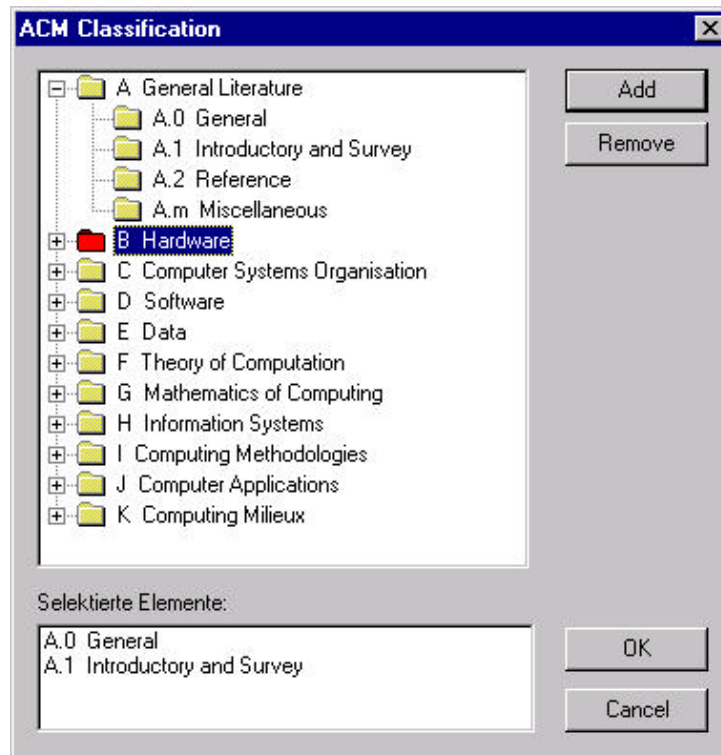 ACM Classification
A General Literature
A.0 General
A.1 Introductory and Survey
A.2 Reference
A.m Miscellaneous
B Hardware
C Computer Systems Organisation
D Software
E Data
F Theory of Computation
G Mathematics of Computing
H Information Systems
I Computing Methodologies
J Computer Applications
K Computing Milieux
Add
Remove
Selektierte Elemente:
A.0 General
A.1 Introductory and Survey
OK
Cancel